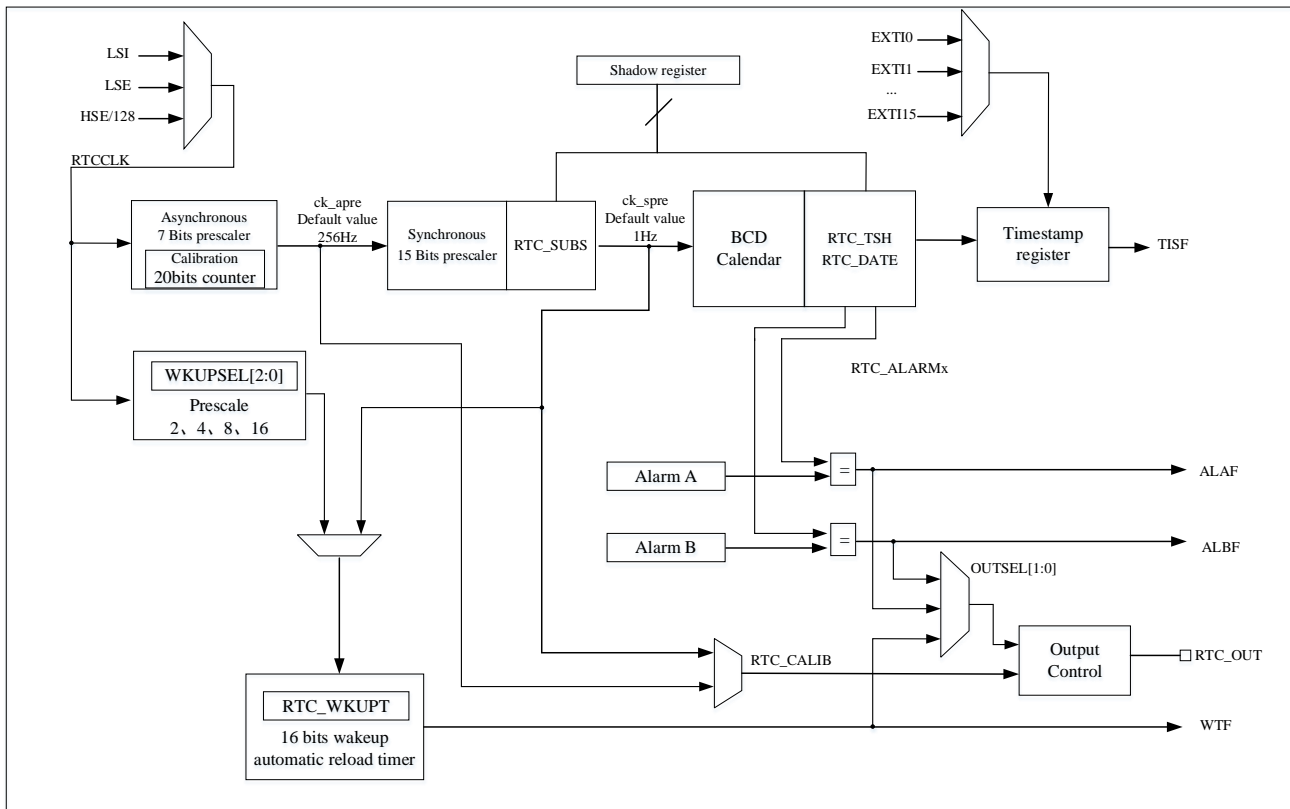 LSI
LSE
HSE/128
RTCCLK
Shadow register
EXTI0
EXTI1
...
EXTI15
Asynchronous
7 Bits prescaler
Calibration
20bits counter
ck_apre
Default value
256Hz
Synchronous
15 Bits prescaler
RTC_SUBS
ck_spre
Default value
1Hz
BCD
Calendar
RTC_TSH
RTC_DATE
Timestamp
register
TISF
WKUPSEL[2:0]
Prescale
2、4、8、16
RTC_ALARMx
Alarm A
=
ALAF
Alarm B
=
ALBF
OUTSEL[1:0]
RTC_CALIB
Output
Control
RTC_OUT
RTC_WKUPT
16 bits wakeup
automatic reload timer
WTF